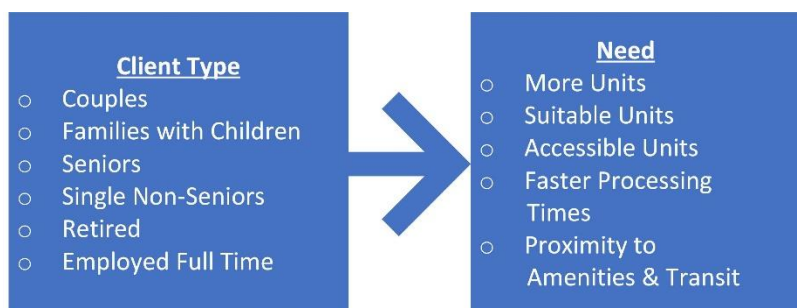 Client Type
○ Couples
○ Families with Children
○ Seniors
○ Single Non-Seniors
○ Retired
○ Employed Full Time
Need
○ More Units
○ Suitable Units
○ Accessible Units
○ Faster Processing
Times
○ Proximity to
Amenities & Transit